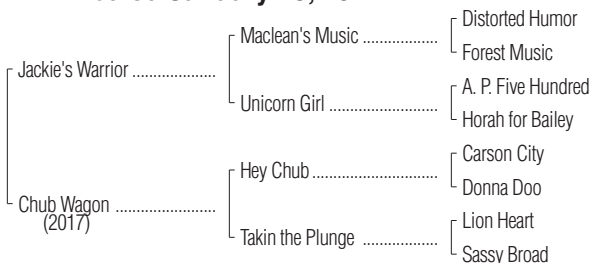 Distorted Humor
Maclean's Music ..................
Forest Music
Jackie's Warrior ....................
A. P. Five Hundred
Unicorn Girl ..........................
Horah for Bailey
Carson City
Hey Chub ..............................
Donna Doo
Chub Wagon ........................
(2017)
Lion Heart
Takin the Plunge ..................
Sassy Broad